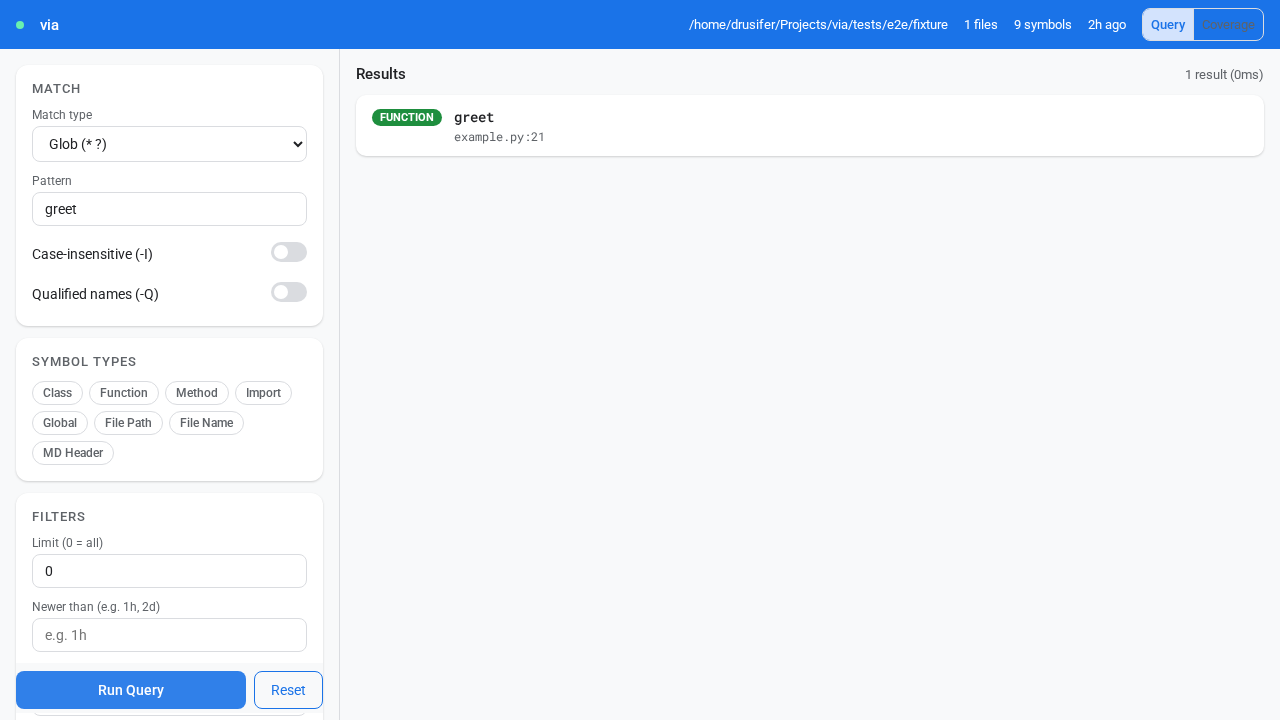 via
/home/drusifer/Projects/via/tests/e2e/fixture 1 files 9 symbols 2h ago Query Coverage
MATCH
Match type
Glob (* ?)
Pattern
greet
Case-insensitive (-I)
Qualified names (-Q)
SYMBOL TYPES
Class Function Method Import
Global File Path File Name
MD Header
FILTERS
Limit (0 = all)
0
Newer than (e.g. 1h, 2d)
e.g. 1h
Run Query Reset
Results 1 result (0ms)
FUNCTION greet
example.py:21